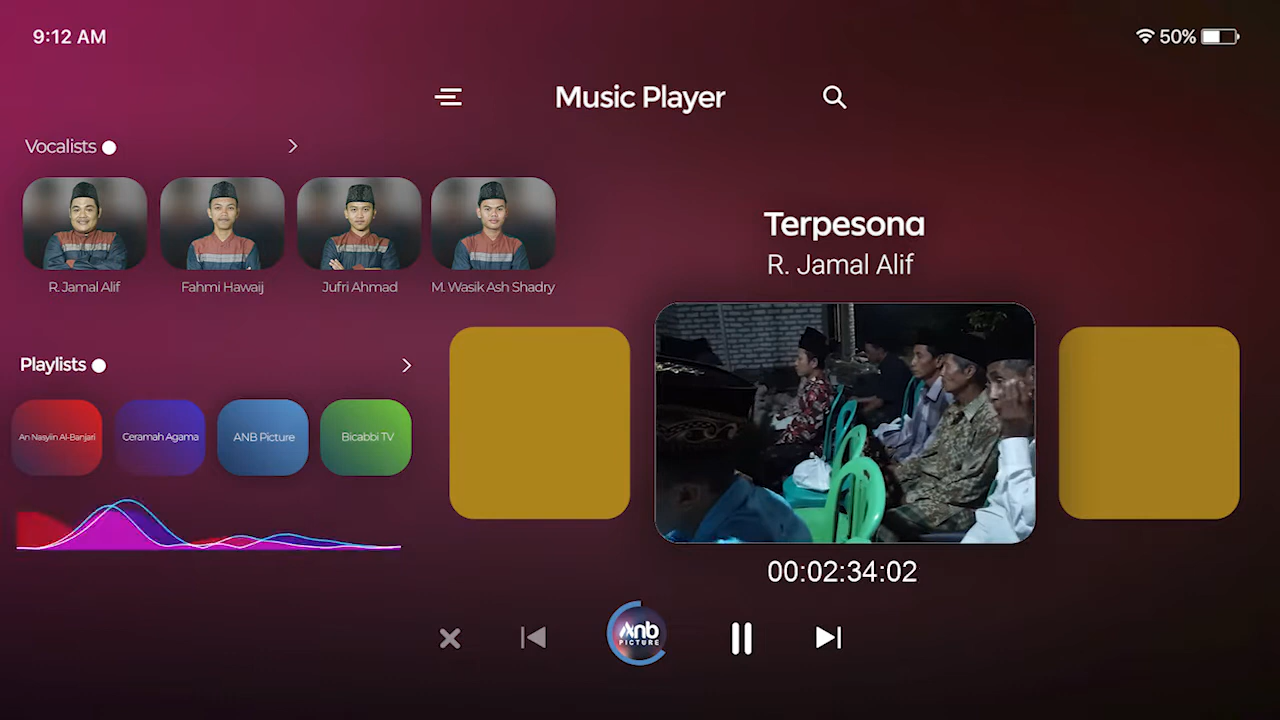 9:12 AM
50%
Music Player
Vocalists
R. Jamal Alif
Fahmi Hawaij
Jufri Ahmad
M. Wasik Ash Shadry
Terpesona
R. Jamal Alif
Playlists
An Nasyiin Al-Banjari
Ceramah Agama
ANB Picture
Bicabbi TV
00:02:34:02
Anb
PICTURE